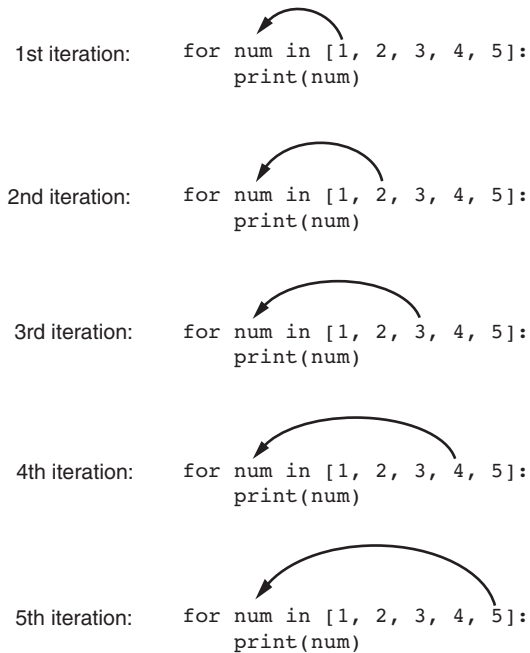 1st iteration: for num in [1, 2, 3, 4, 5]:
print(num)
2nd iteration: for num in [1, 2, 3, 4, 5]:
print(num)
3rd iteration: for num in [1, 2, 3, 4, 5]:
print(num)
4th iteration: for num in [1, 2, 3, 4, 5]:
print(num)
5th iteration: for num in [1, 2, 3, 4, 5]:
print(num)